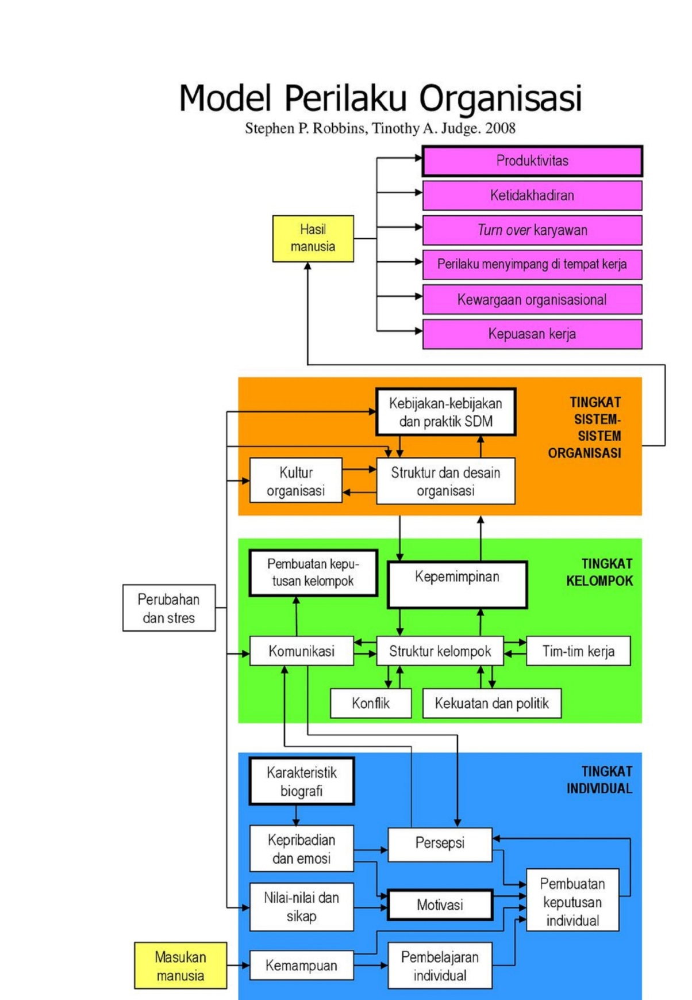 Model Perilaku Organisasi
Stephen P. Robbins, Tinothy A. Judge. 2008
Produktivitas
Ketidakhadiran
Turn over karyawan
Perilaku menyimpang di tempat kerja
Kewargaan organisasional
Kepuasan kerja
Hasil
manusia
TINGKAT
SISTEM-
SISTEM
ORGANISASI
Kebijakan-kebijakan
dan praktik SDM
Kultur
organisasi
Struktur dan desain
organisasi
TINGKAT
KELOMPOK
Pembuatan kepu-
tusan kelompok
Kepemimpinan
Perubahan
dan stres
Komunikasi
Struktur kelompok
Tim-tim kerja
Konflik
Kekuatan dan politik
TINGKAT
INDIVIDUAL
Karakteristik
biografi
Kepribadian
dan emosi
Persepsi
Nilai-nilai dan
sikap
Motivasi
Pembuatan
keputusan
individual
Masukan
manusia
Kemampuan
Pembelajaran
individual